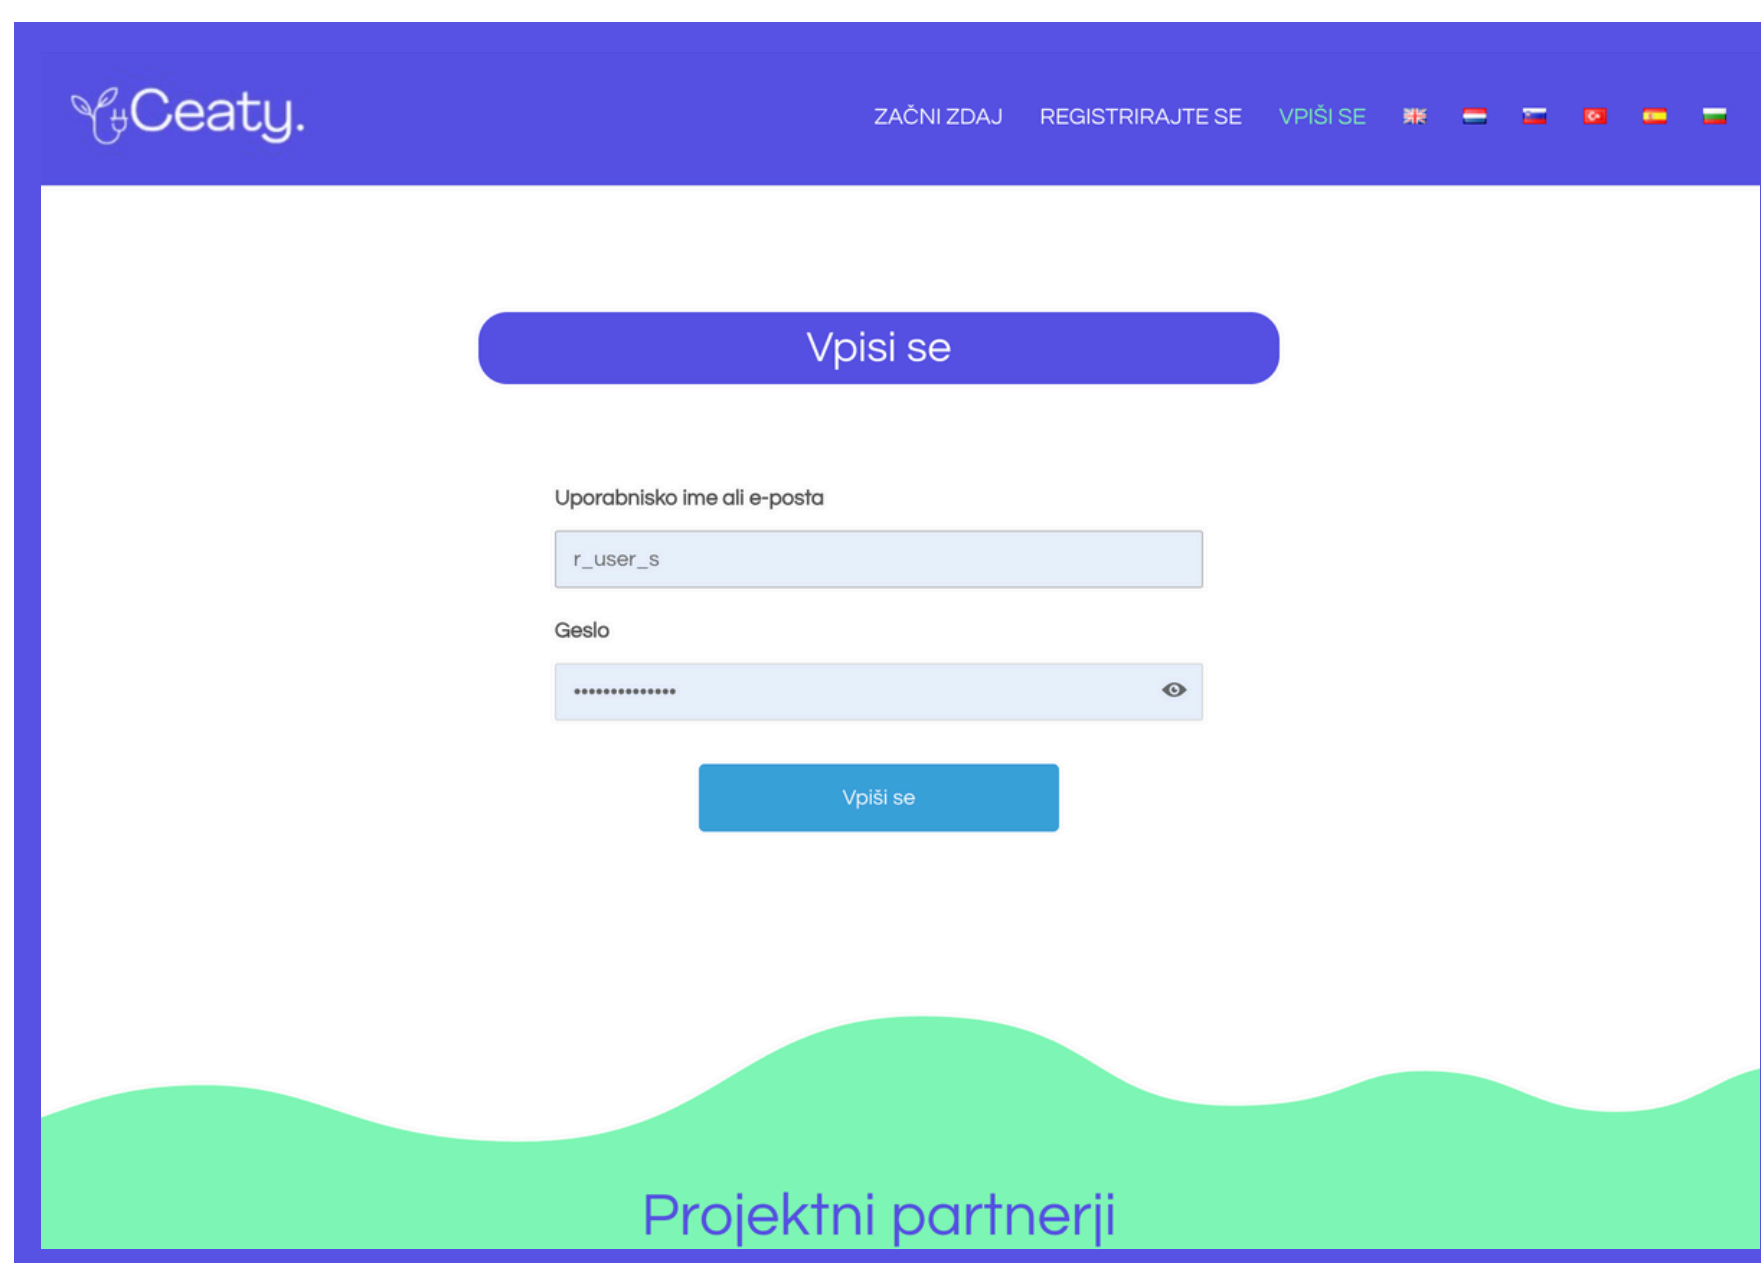 Ceaty.
ZAČNI ZDAJ REGISTRIRAJTE SE VPIŠI SE
Vpisi se
Uporabnisko ime ali e-posta
r_user_s
Geslo
••••••••••••••
Vpiši se
Projektni partnerji